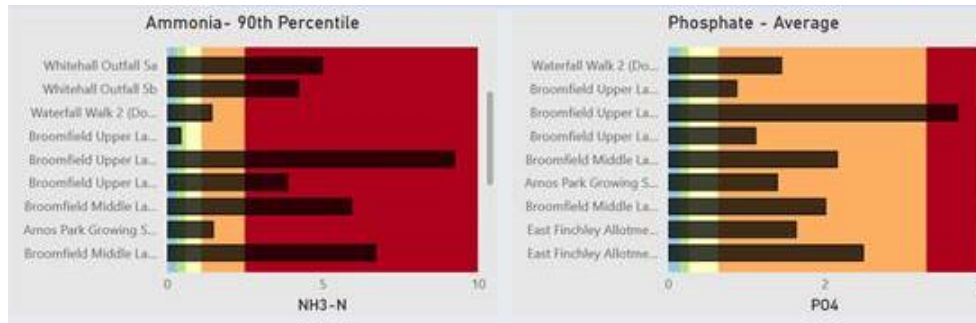 Ammonia- 90th Percentile
Whitehall Outfall 5a
Whitehall Outfall 5b
Waterfall Walk 2 (Do...
Broomfield Upper La...
Broomfield Upper La...
Broomfield Upper La...
Broomfield Middle La...
Arnos Park Growing S...
Broomfield Middle La...
0 5 10
NH3-N
Phosphate - Average
Waterfall Walk 2 (Do...
Broomfield Upper La...
Broomfield Upper La...
Broomfield Upper La...
Broomfield Middle La...
Arnos Park Growing S...
Broomfield Middle La...
East Finchley Allotme...
East Finchley Allotme...
0 2
PO4